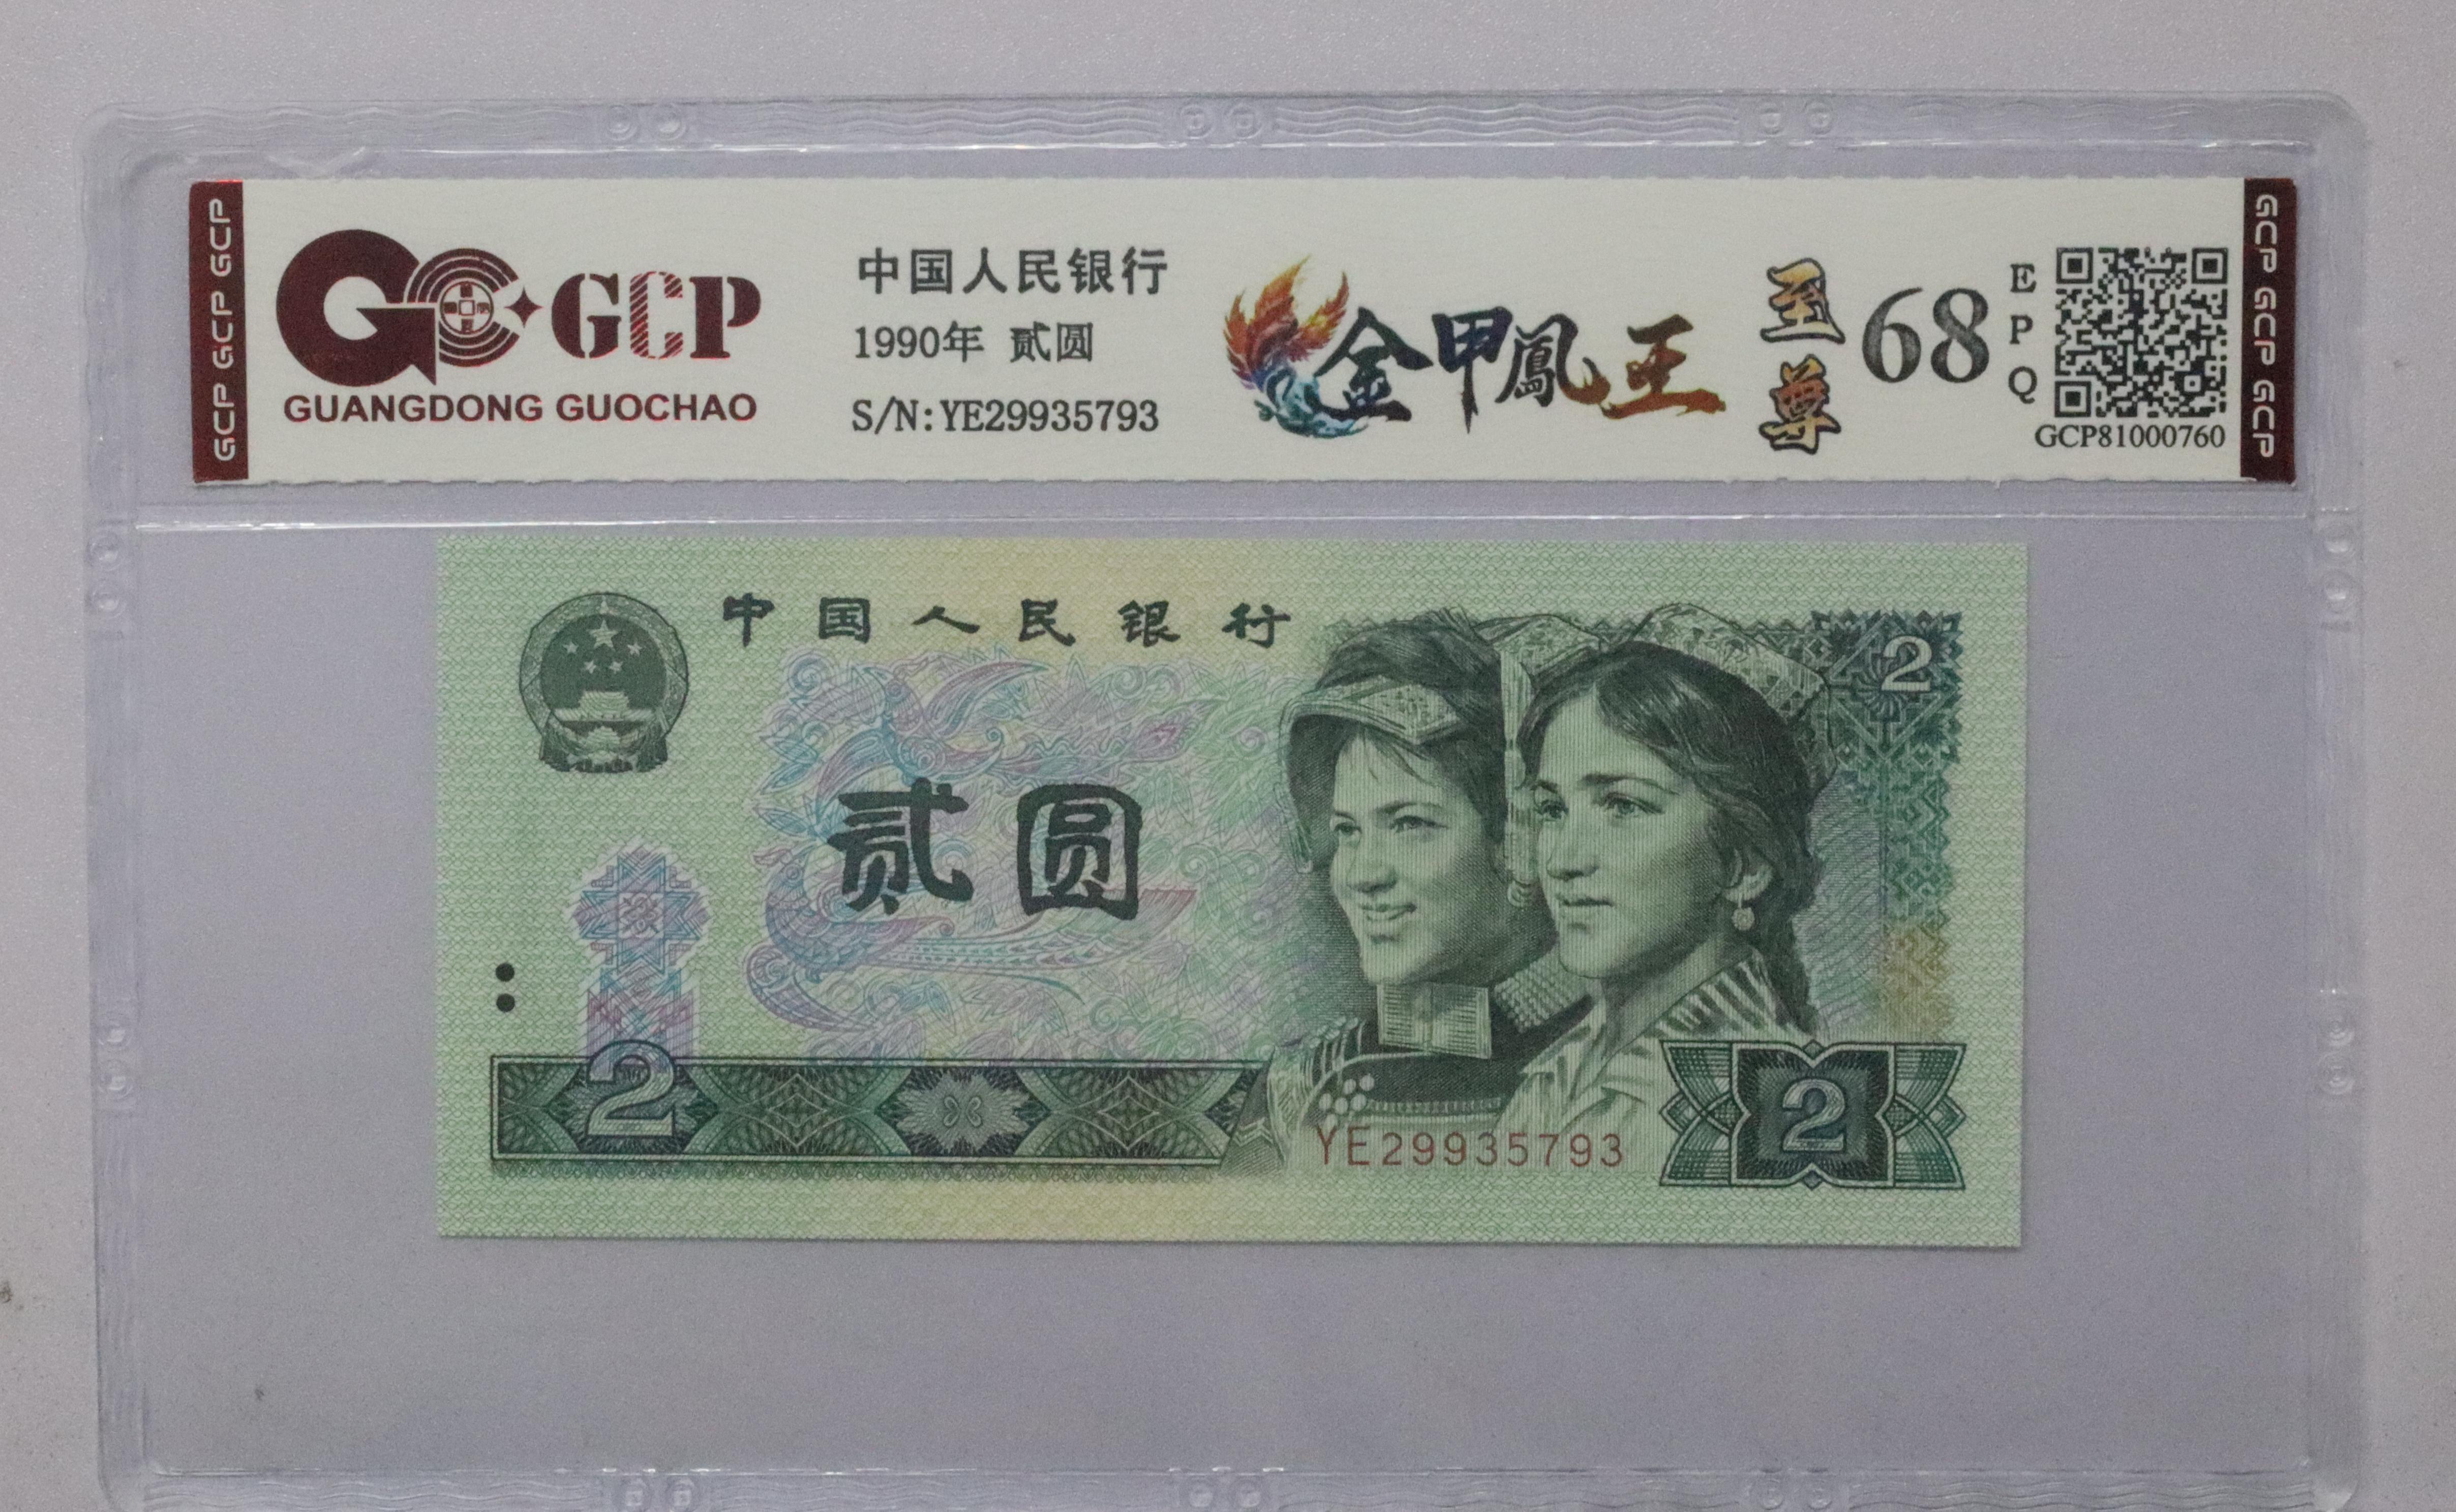 GCP GCP GCP
GCP
GUANGDONG GUOCHAO
中国人民银行
1990年 贰圆
S/N:YE29935793
金甲鳳王
至尊
68
EPQ
GCP81000760
GCP GCP GCP
中国人民银行
2
贰圆
2
YE29935793
2